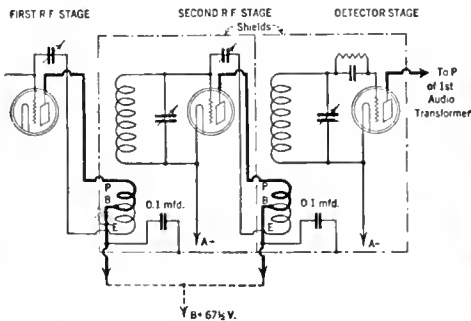 FIRST R F STAGE
SECOND R F STAGE
DETECTOR STAGE
Shields
To P
of 1st
Audio
Transformer
P
B
E
0.1 mfd.
A-
P
B
E
0.1 mfd.
A-
B+ 67½ V.